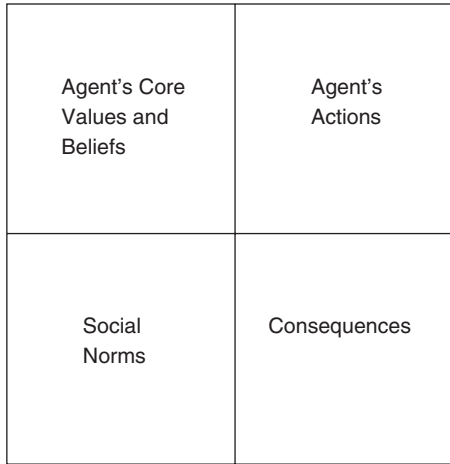 Agent's Core
Values and
Beliefs
Agent's
Actions
Social
Norms
Consequences